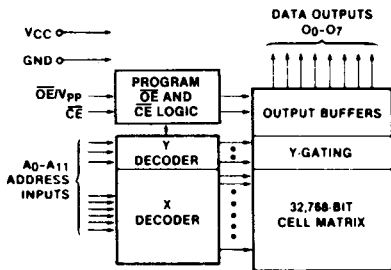 DATA OUTPUTS
O0-O7
VCC
GND
OE/VPP
CE
PROGRAM
OE AND
CE LOGIC
OUTPUT BUFFERS
A0-A11
ADDRESS
INPUTS
Y
DECODER
Y-GATING
X
DECODER
32,768-BIT
CELL MATRIX